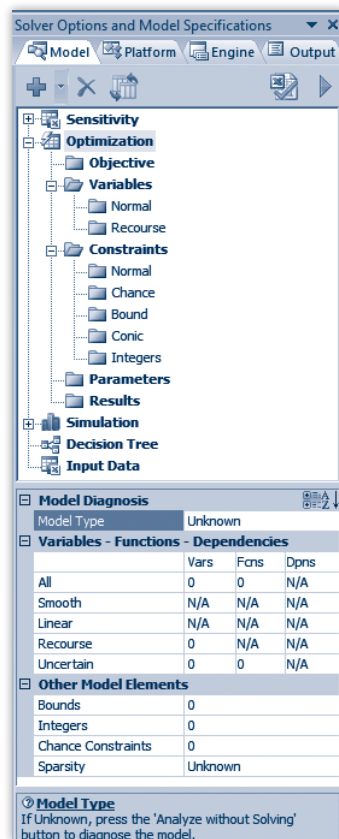 Solver Options and Model Specifications
Model Platform Engine Output
Sensitivity
Optimization
Objective
Variables
Normal
Recourse
Constraints
Normal
Chance
Bound
Conic
Integers
Parameters
Results
Simulation
Decision Tree
Input Data
Model Diagnosis
Model Type Unknown
Variables - Functions - Dependencies
Vars Fcns Dpns
All 0 0 N/A
Smooth N/A N/A N/A
Linear N/A N/A N/A
Recourse 0 N/A N/A
Uncertain 0 0 N/A
Other Model Elements
Bounds 0
Integers 0
Chance Constraints 0
Sparsity Unknown
Model Type
If Unknown, press the 'Analyze without Solving'
button to diagnose the model.